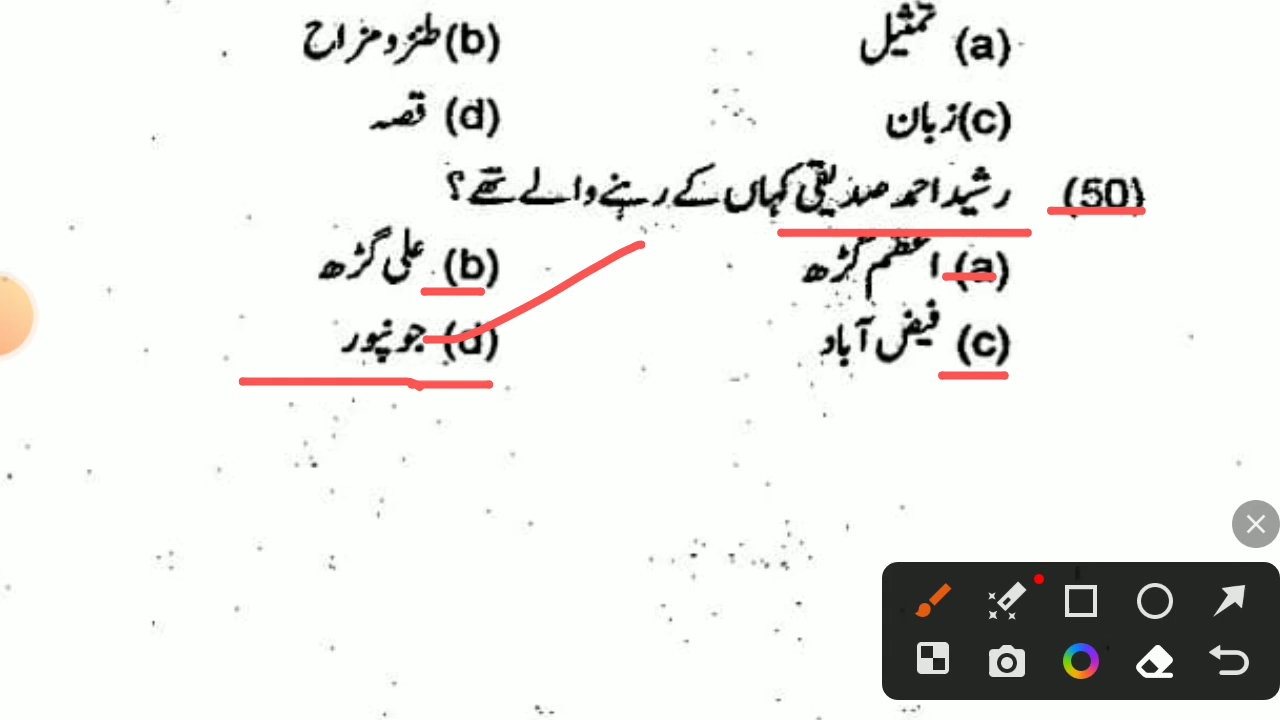 (a) تمثیل (b) طنز و مزاح
(c) زبان (d) قصہ
(50) رشید احمد صدیقی کہاں کے رہنے والے تھے؟
(a) اعظم گڑھ (b) علی گڑھ
(c) فیض آباد (d) جونپور